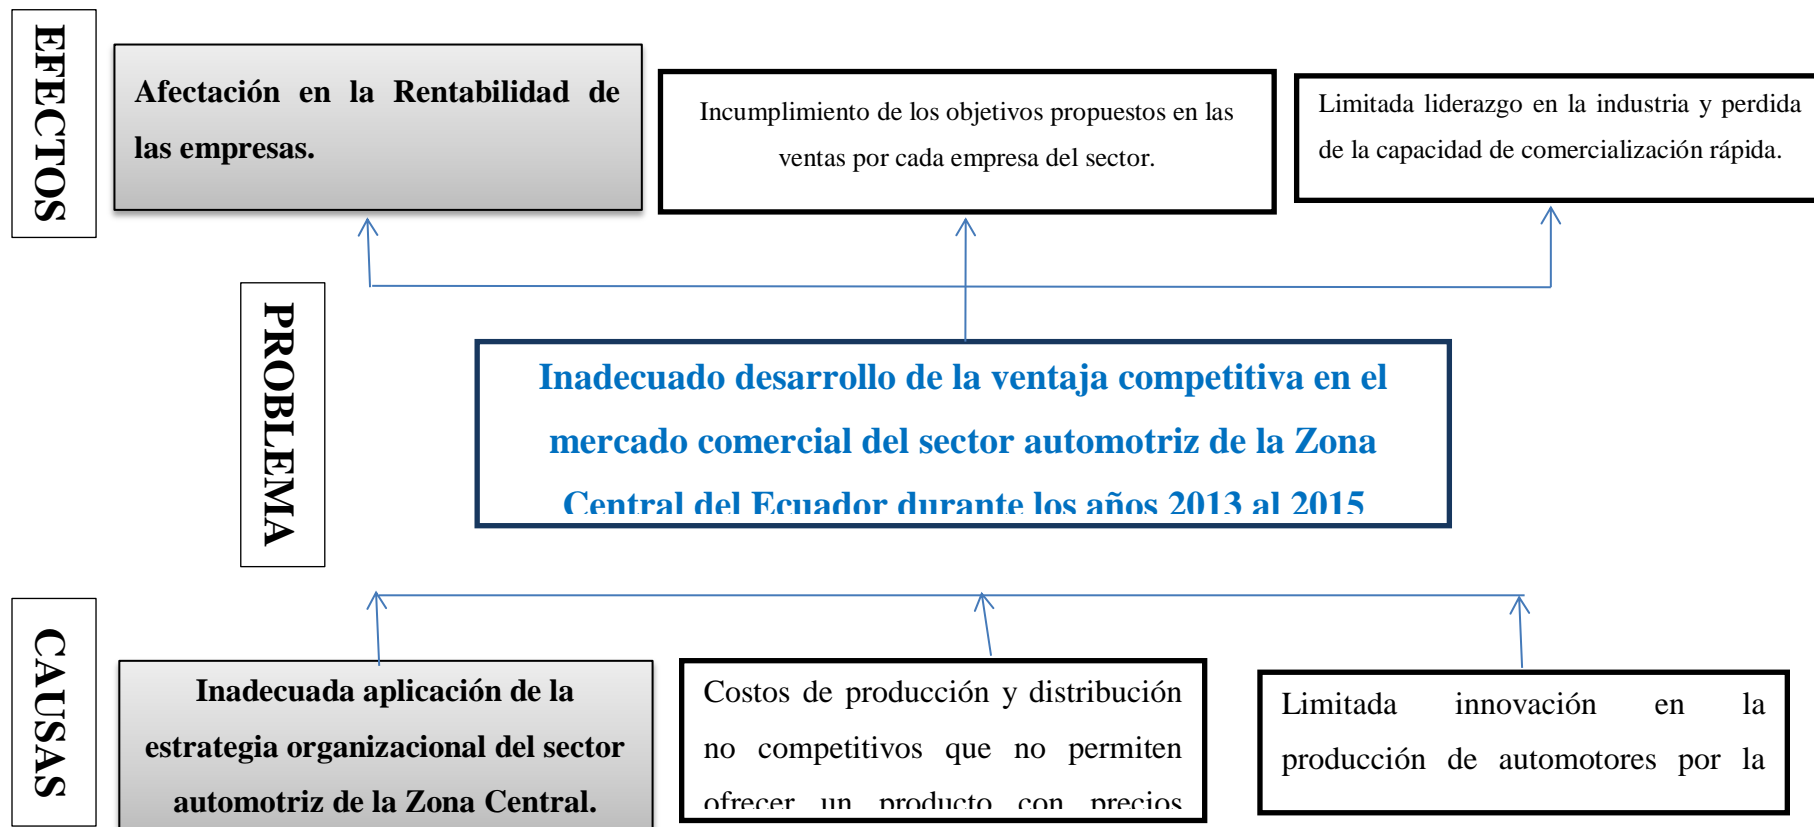 EFECTOS
Afectación en la Rentabilidad de
las empresas.
Incumplimiento de los objetivos propuestos en las
ventas por cada empresa del sector.
Limitada liderazgo en la industria y perdida
de la capacidad de comercialización rápida.
PROBLEMA
Inadecuado desarrollo de la ventaja competitiva en el
mercado comercial del sector automotriz de la Zona
Central del Ecuador durante los años 2013 al 2015
CAUSAS
Inadecuada aplicación de la
estrategia organizacional del sector
automotriz de la Zona Central.
Costos de producción y distribución
no competitivos que no permiten
ofrecer un producto con precios
Limitada innovación en la
producción de automotores por la